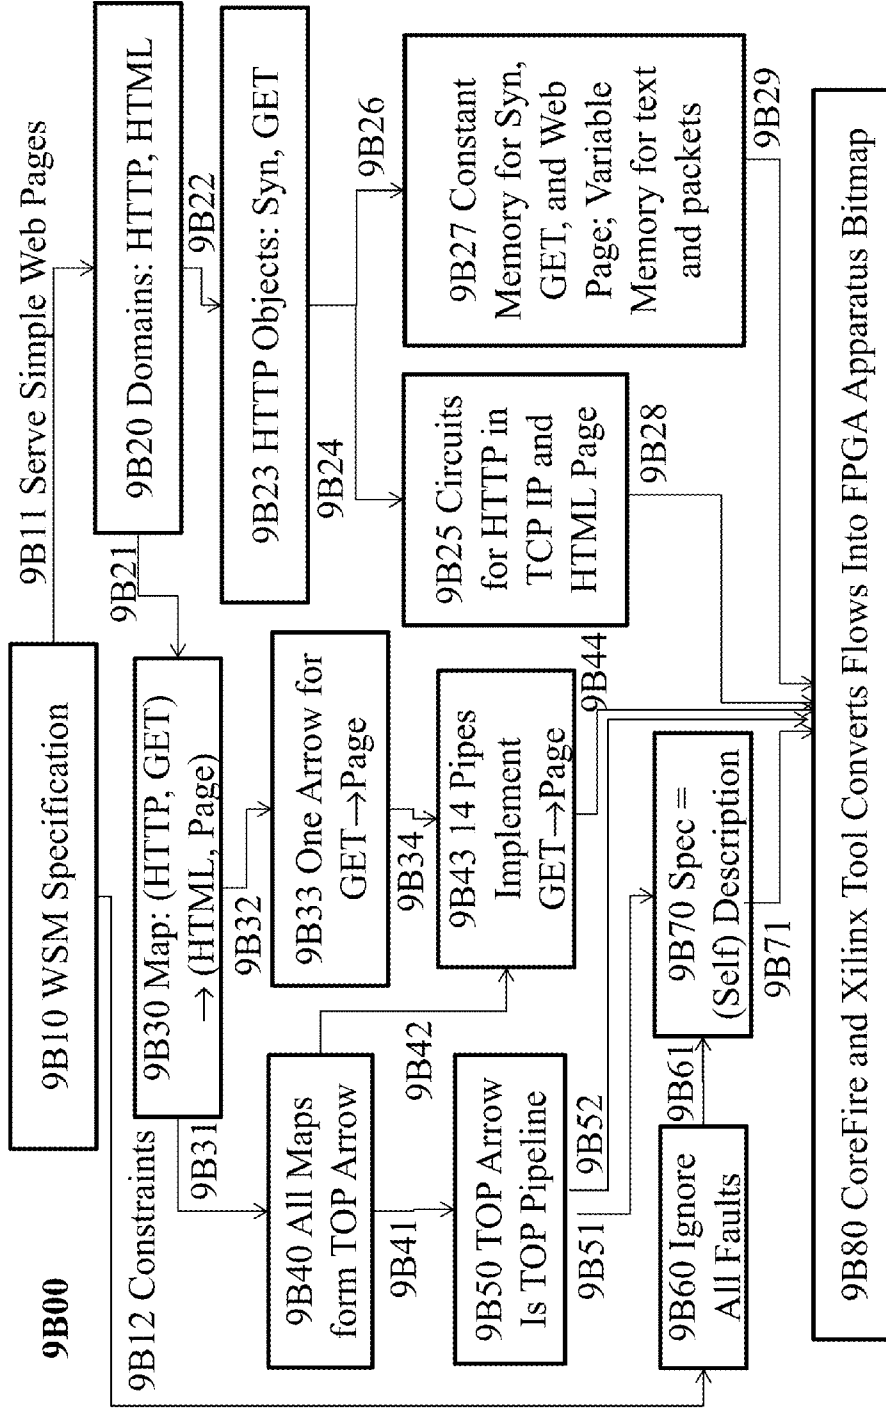 9B00
9B10 WSM Specification
9B11 Serve Simple Web Pages
9B12 Constraints
9B20 Domains: HTTP, HTML
9B21
9B22
9B30 Map: (HTTP, GET)
→ (HTML, Page)
9B23 HTTP Objects: Syn, GET
9B31
9B32
9B24
9B26
9B40 All Maps
form TOP Arrow
9B33 One Arrow for
GET→Page
9B25 Circuits
for HTTP in
TCP IP and
HTML Page
9B27 Constant
Memory for Syn,
GET, and Web
Page; Variable
Memory for text
and packets
9B41
9B42
9B34
9B50 TOP Arrow
Is TOP Pipeline
9B43 14 Pipes
Implement
GET→Page
9B51
9B52
9B44
9B28
9B29
9B60 Ignore
All Faults
9B61
9B70 Spec =
(Self) Description
9B71
9B80 CoreFire and Xilinx Tool Converts Flows Into FPGA Apparatus Bitmap